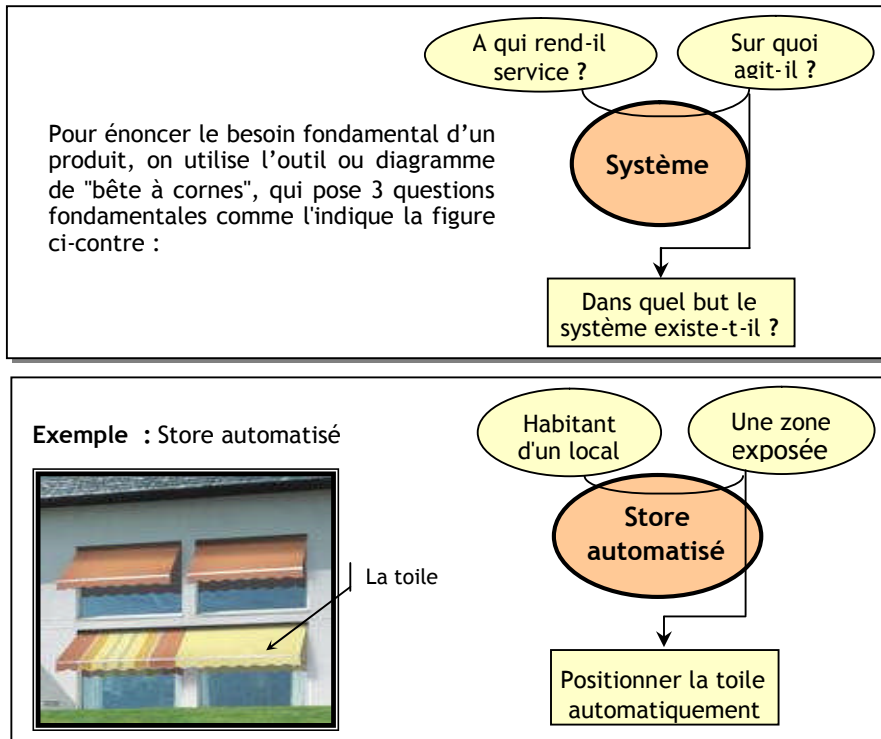 A qui rend-il
service ?
Sur quoi
agit-il ?
Pour énoncer le besoin fondamental d’un
produit, on utilise l’outil ou diagramme
de "bête à cornes", qui pose 3 questions
fondamentales comme l'indique la figure
ci-contre :
Système
Dans quel but le
système existe-t-il ?
Exemple : Store automatisé
Habitant
d'un local
Une zone
exposée
Store
automatisé
La toile
Positionner la toile
automatiquement